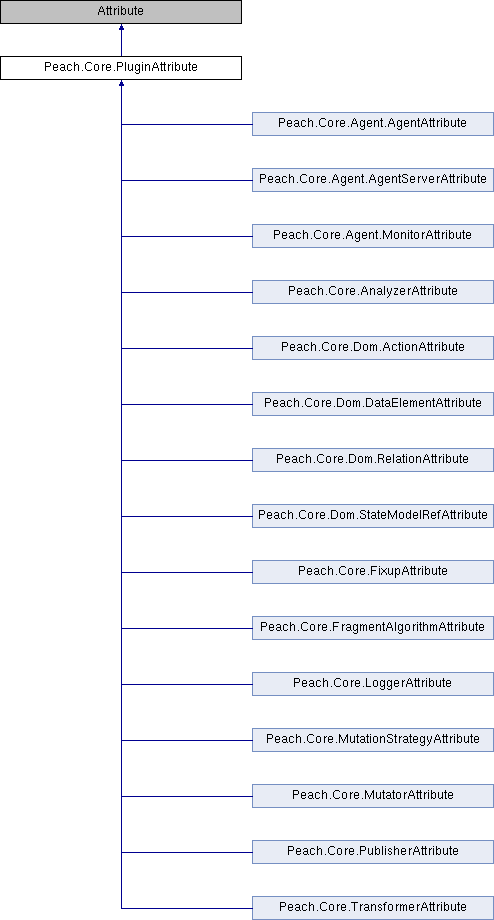 Attribute
Peach.Core.PluginAttribute
Peach.Core.Agent.AgentAttribute
Peach.Core.Agent.AgentServerAttribute
Peach.Core.Agent.MonitorAttribute
Peach.Core.AnalyzerAttribute
Peach.Core.Dom.ActionAttribute
Peach.Core.Dom.DataElementAttribute
Peach.Core.Dom.RelationAttribute
Peach.Core.Dom.StateModelRefAttribute
Peach.Core.FixupAttribute
Peach.Core.FragmentAlgorithmAttribute
Peach.Core.LoggerAttribute
Peach.Core.MutationStrategyAttribute
Peach.Core.MutatorAttribute
Peach.Core.PublisherAttribute
Peach.Core.TransformerAttribute